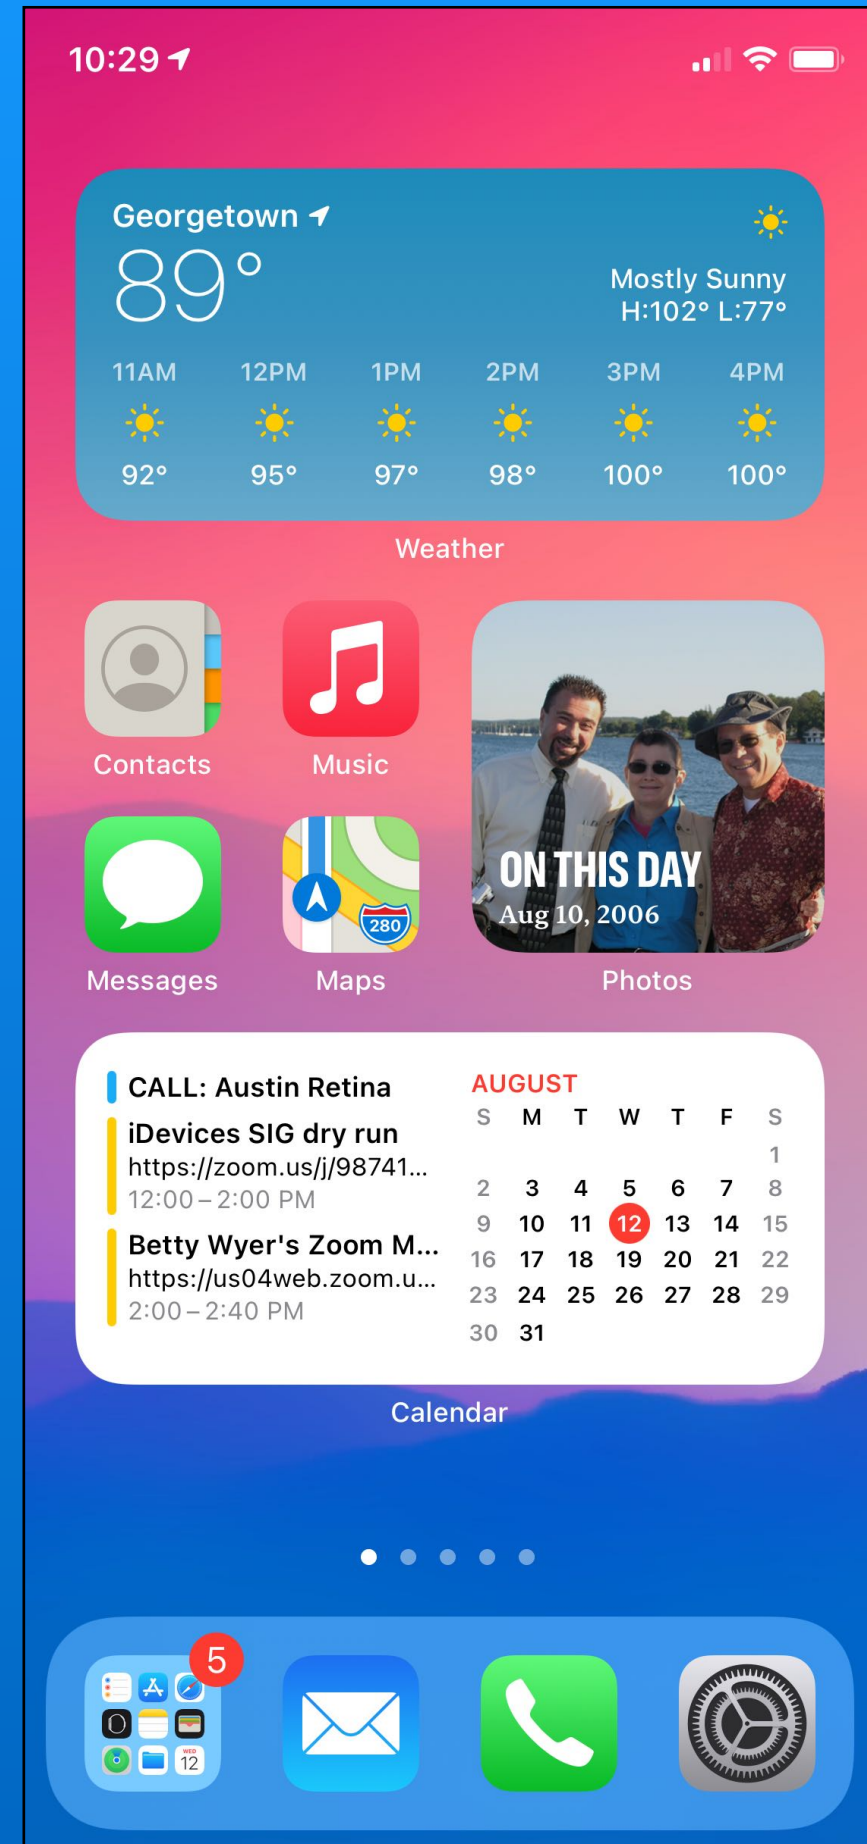 10:29
Georgetown
89°
Mostly Sunny
H:102° L:77°
11AM 12PM 1PM 2PM 3PM 4PM
92° 95° 97° 98° 100° 100°
Weather
Contacts
Music
280
Messages
Maps
ON THIS DAY
Aug 10, 2006
Photos
CALL: Austin Retina
iDevices SIG dry run
https://zoom.us/j/98741...
12:00 – 2:00 PM
Betty Wyer's Zoom M...
https://us04web.zoom.u...
2:00 – 2:40 PM
AUGUST
S M T W T F S
1
2 3 4 5 6 7 8
9 10 11 12 13 14 15
16 17 18 19 20 21 22
23 24 25 26 27 28 29
30 31
Calendar
5
WED
12